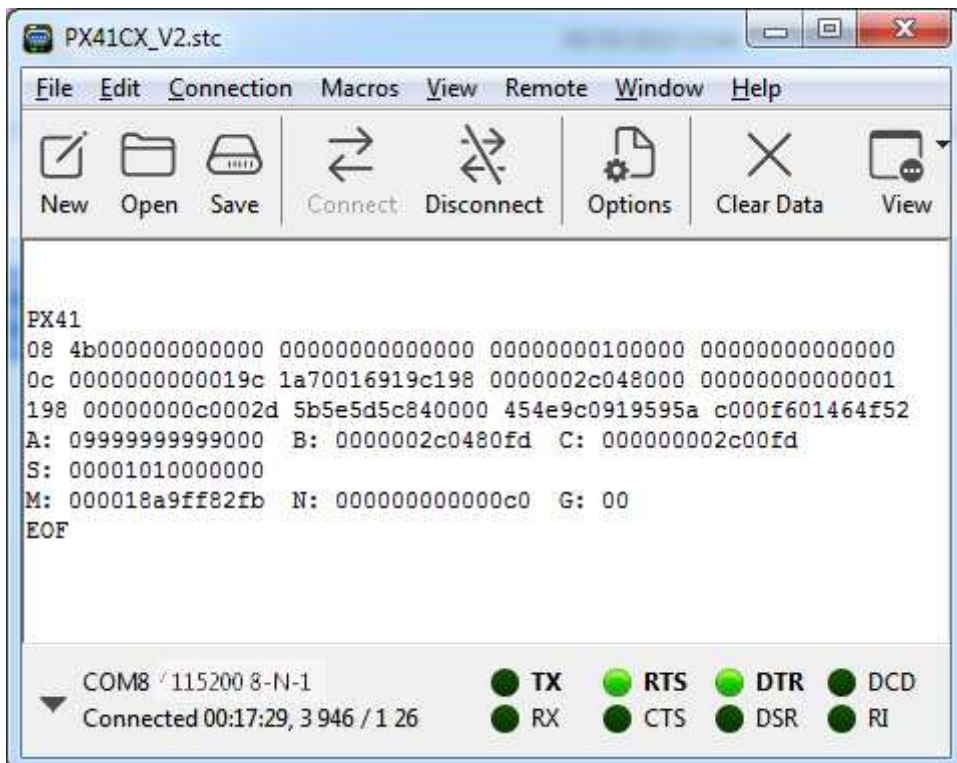 PX41CX_V2.stc
File Edit Connection Macros View Remote Window Help
New Open Save Connect Disconnect Options Clear Data View
PX41
08 4b000000000000 00000000000000 00000000100000 00000000000000
0c 0000000000019c 1a70016919c198 0000002c048000 00000000000001
198 00000000c0002d 5b5e5d5c840000 454e9c0919595a c000f601464f52
A: 09999999999000 B: 0000002c0480fd C: 000000002c00fd
S: 00001010000000
M: 000018a9ff82fb N: 000000000000c0 G: 00
EOF
COM8 / 115200 8-N-1 TX RTS DTR DCD
Connected 00:17:29, 3 946 / 1 26 RX CTS DSR RI